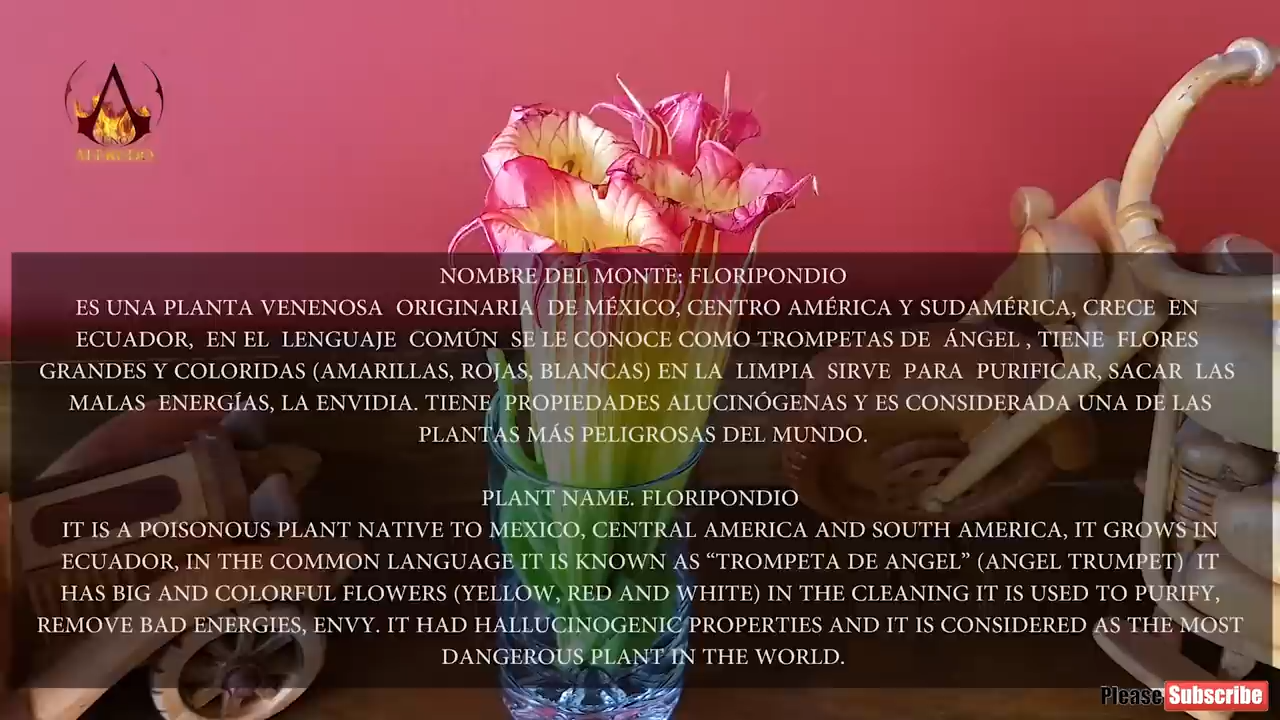 NOMBRE DEL MONTE: FLORIPONDIO
ES UNA PLANTA VENENOSA ORIGINARIA DE MÉXICO, CENTRO AMÉRICA Y SUDAMÉRICA, CRECE EN
ECUADOR, EN EL LENGUAJE COMÚN SE LE CONOCE COMO TROMPETAS DE ÁNGEL , TIENE FLORES
GRANDES Y COLORIDAS (AMARILLAS, ROJAS, BLANCAS) EN LA LIMPIA SIRVE PARA PURIFICAR, SACAR LAS
MALAS ENERGÍAS, LA ENVIDIA. TIENE PROPIEDADES ALUCINÓGENAS Y ES CONSIDERADA UNA DE LAS
PLANTAS MÁS PELIGROSAS DEL MUNDO.
PLANT NAME. FLORIPONDIO
IT IS A POISONOUS PLANT NATIVE TO MEXICO, CENTRAL AMERICA AND SOUTH AMERICA, IT GROWS IN
ECUADOR, IN THE COMMON LANGUAGE IT IS KNOWN AS “TROMPETA DE ANGEL” (ANGEL TRUMPET) IT
HAS BIG AND COLORFUL FLOWERS (YELLOW, RED AND WHITE) IN THE CLEANING IT IS USED TO PURIFY,
REMOVE BAD ENERGIES, ENVY. IT HAD HALLUCINOGENIC PROPERTIES AND IT IS CONSIDERED AS THE MOST
DANGEROUS PLANT IN THE WORLD.
Please Subscribe